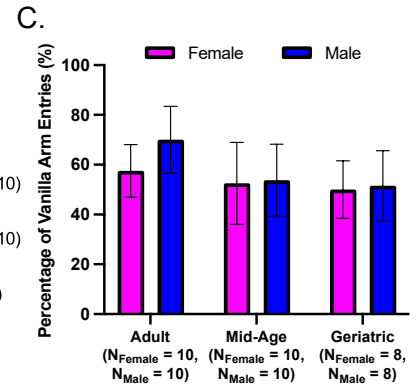 C.
Female Male
Percentage of Vanilla Arm Entries (%)
100
80
60
40
20
0
10)
10)
)
Adult Mid-Age Geriatric
(NFemale = 10, (NFemale = 10, (NFemale = 8,
NMale = 10) NMale = 10) NMale = 8)